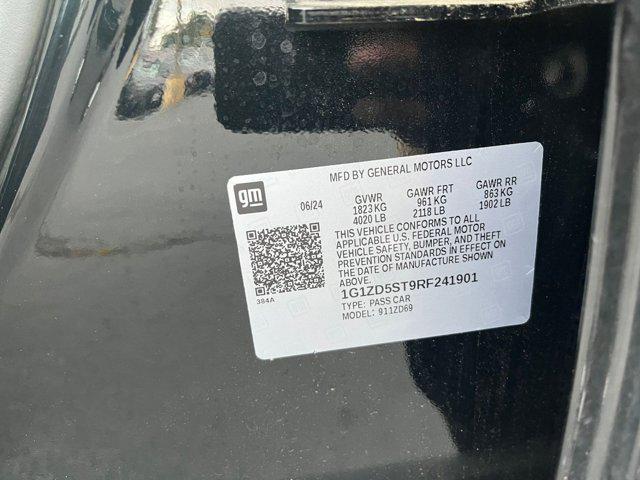 MFD BY GENERAL MOTORS LLC
gm
06/24
GVWR
1823 KG
4020 LB
GAWR FRT
961 KG
2118 LB
GAWR RR
863 KG
1902 LB
THIS VEHICLE CONFORMS TO ALL
APPLICABLE U.S. FEDERAL MOTOR
VEHICLE SAFETY, BUMPER, AND THEFT
PREVENTION STANDARDS IN EFFECT ON
THE DATE OF MANUFACTURE SHOWN
ABOVE.
384A
1G1ZD5ST9RF241901
TYPE: PASS CAR
MODEL: 911ZD69